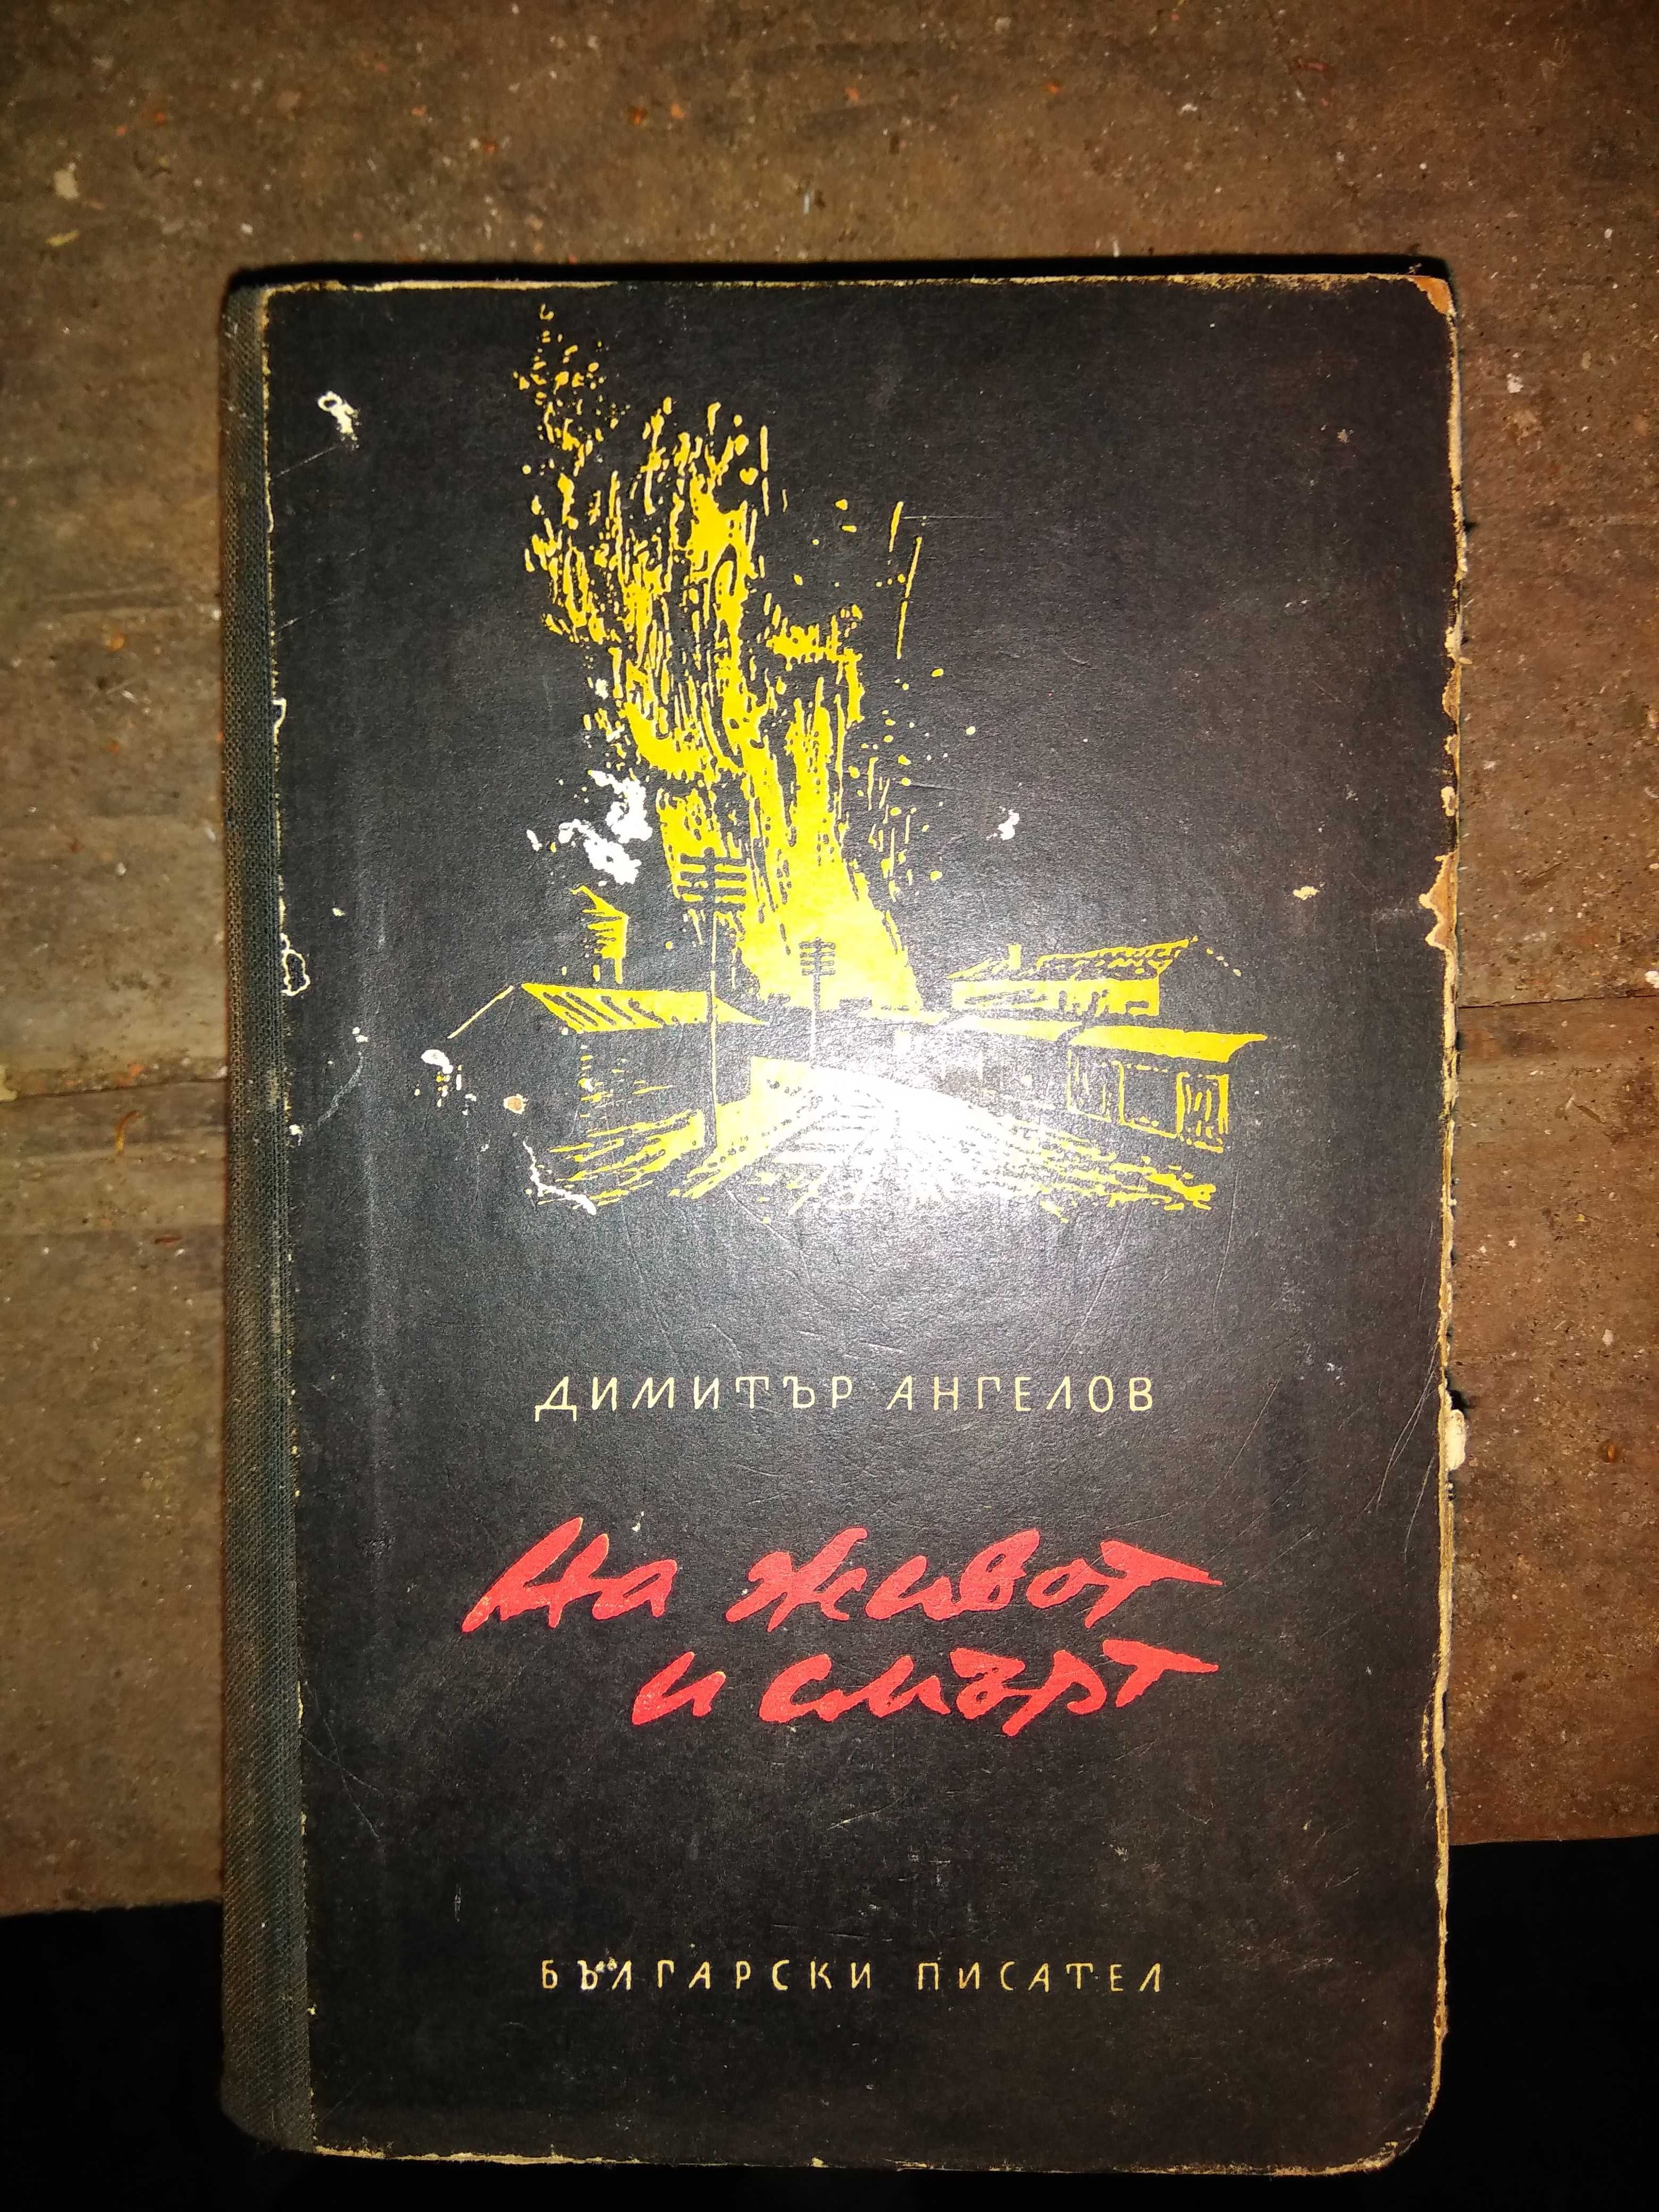 ДИМИТЪР АНГЕЛОВ
На живот
и смърт
БЪЛГАРСКИ ПИСАТЕЛ